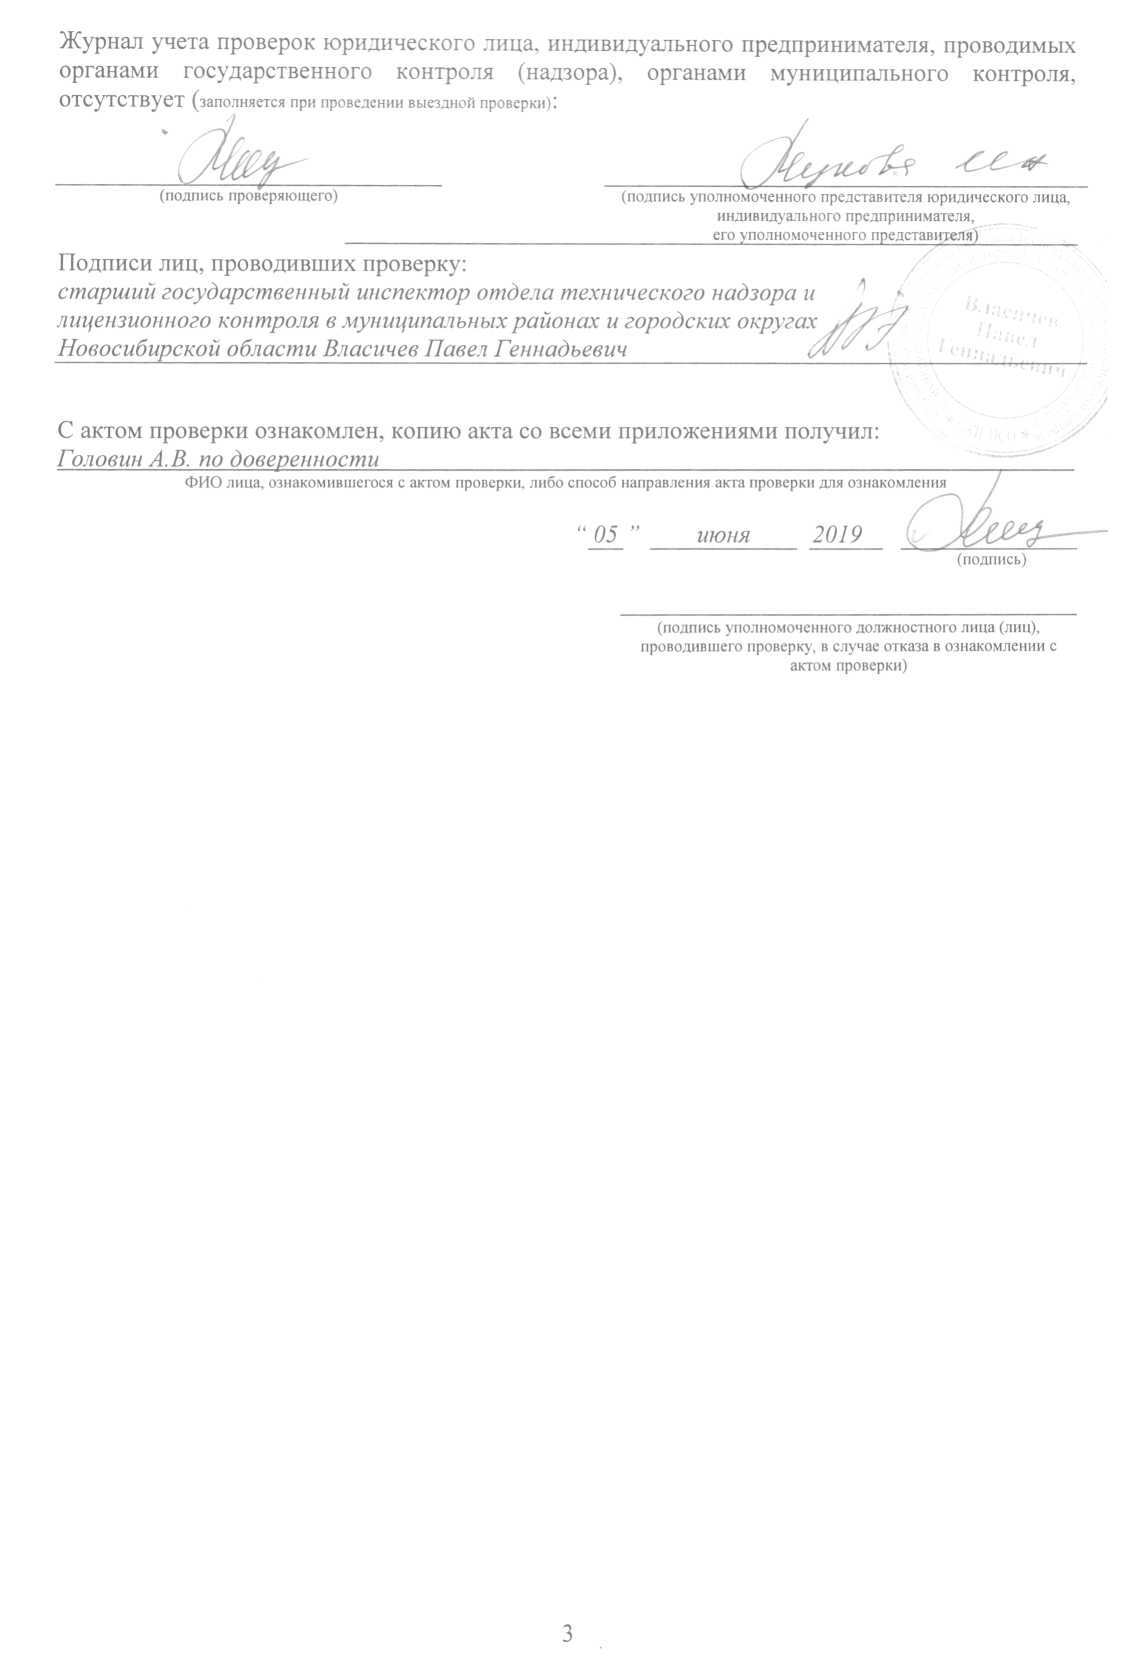 Журнал учета проверок юридического лица, индивидуального предпринимателя, проводимых
органами государственного контроля (надзора), органами муниципального контроля,
отсутствует (заполняется при проведении выездной проверки):
(подпись проверяющего)
(подпись уполномоченного представителя юридического лица,
индивидуального предпринимателя,
его уполномоченного представителя)
Подписи лиц, проводивших проверку:
старший государственный инспектор отдела технического надзора и
лицензионного контроля в муниципальных районах и городских округах
Новосибирской области Власичев Павел Геннадьевич
Власичев
Павел
Геннадьевич
С актом проверки ознакомлен, копию акта со всеми приложениями получил:
Головин А.В. по доверенности
ФИО лица, ознакомившегося с актом проверки, либо способ направления акта проверки для ознакомления
“ 05 ” июня 2019
(подпись)
(подпись уполномоченного должностного лица (лиц),
проводившего проверку, в случае отказа в ознакомлении с
актом проверки)
3